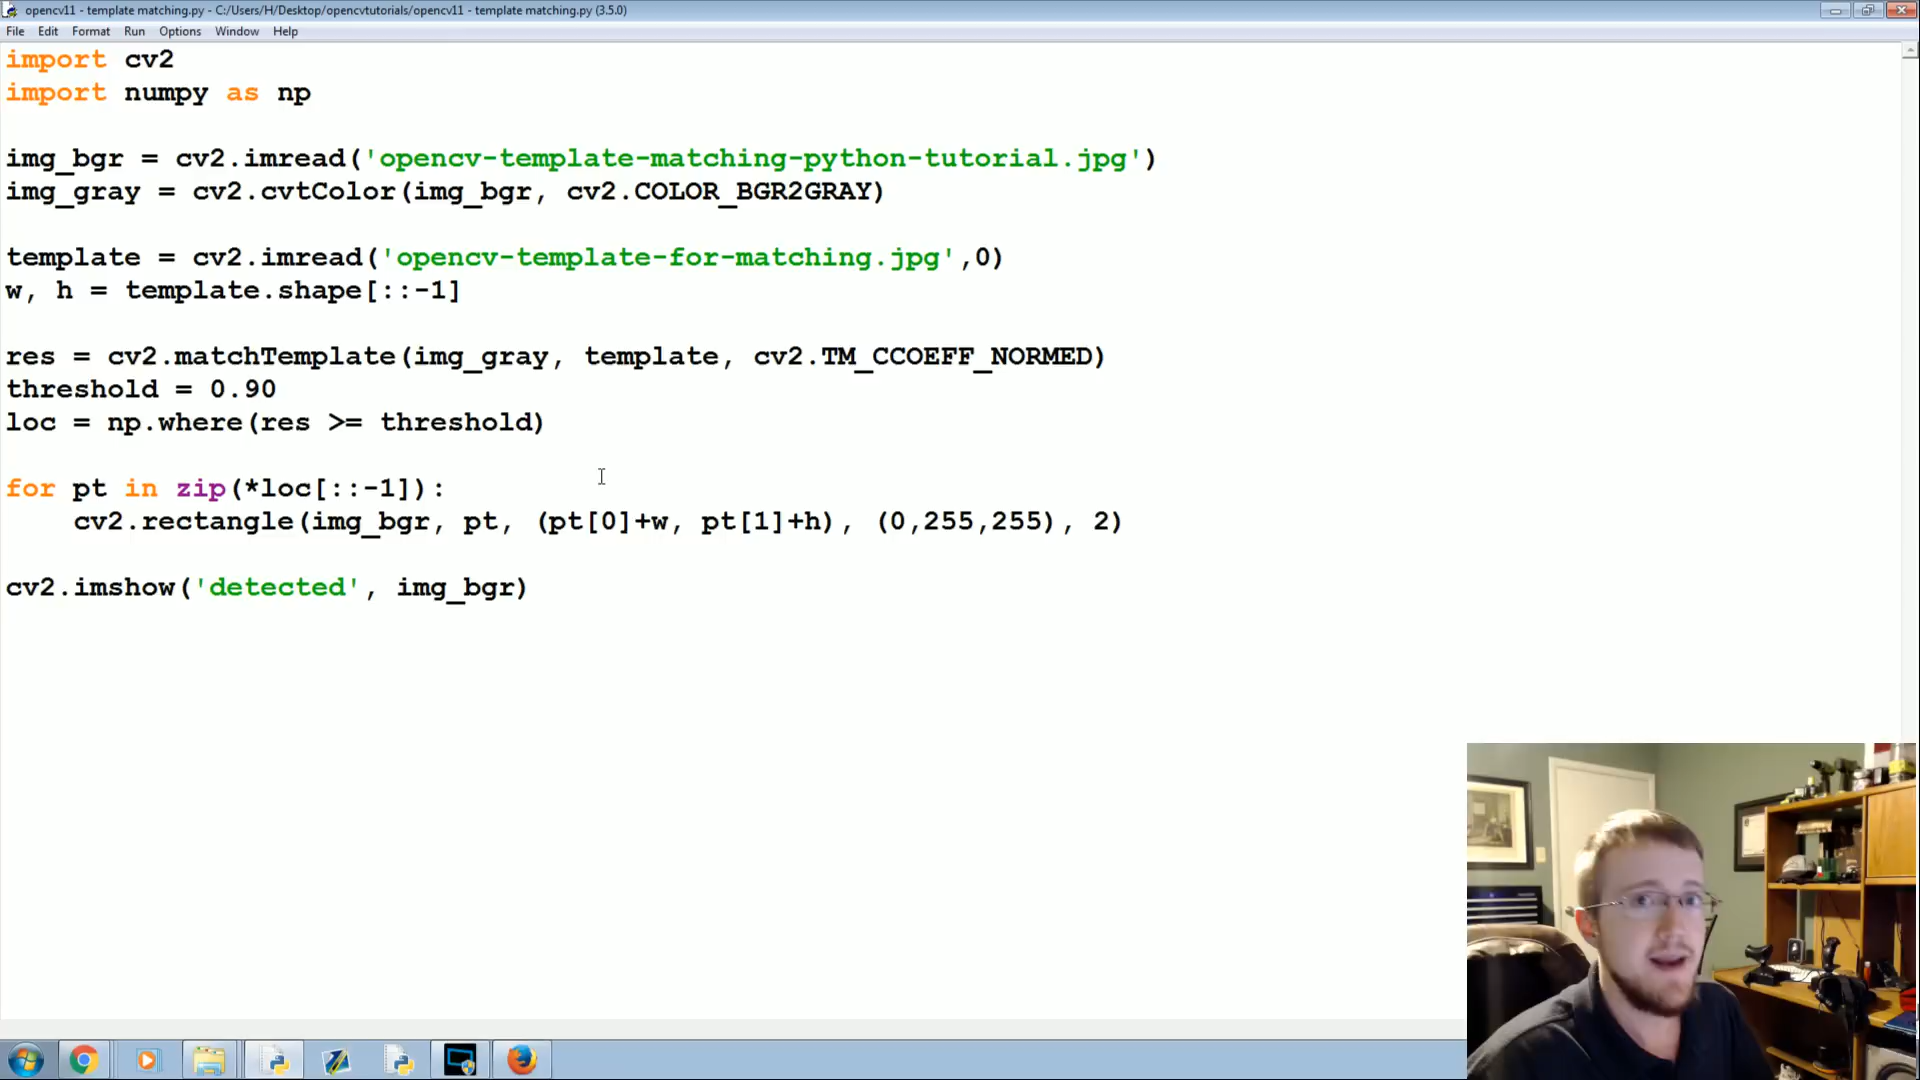 opencv11 - template matching.py - C:/Users/H/Desktop/opencvtutorials/opencv11 - template matching.py (3.5.0)
File Edit Format Run Options Window Help
import cv2
import numpy as np
img_bgr = cv2.imread('opencv-template-matching-python-tutorial.jpg')
img_gray = cv2.cvtColor(img_bgr, cv2.COLOR_BGR2GRAY)
template = cv2.imread('opencv-template-for-matching.jpg',0)
w, h = template.shape[::-1]
res = cv2.matchTemplate(img_gray, template, cv2.TM_CCOEFF_NORMED)
threshold = 0.90
loc = np.where(res >= threshold)
for pt in zip(*loc[::-1]):
    cv2.rectangle(img_bgr, pt, (pt[0]+w, pt[1]+h), (0,255,255), 2)
cv2.imshow('detected', img_bgr)